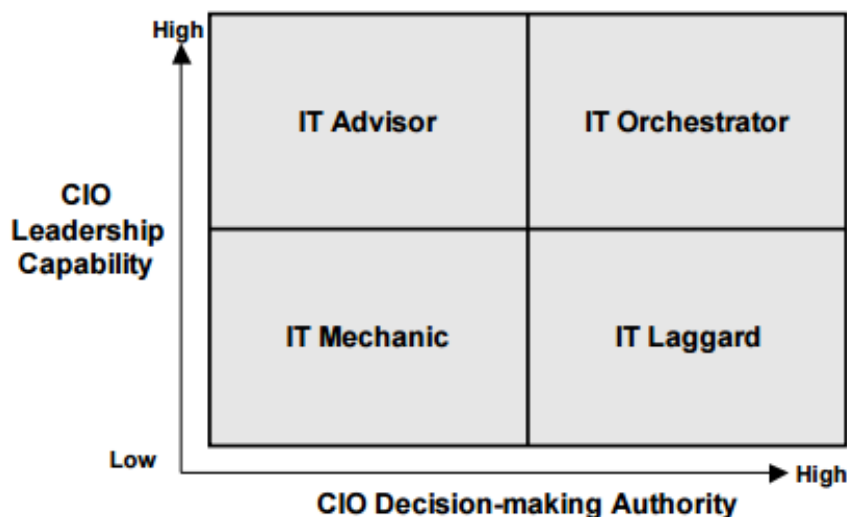 High
IT Advisor
IT Orchestrator
CIO
Leadership
Capability
IT Mechanic
IT Laggard
Low
High
CIO Decision-making Authority